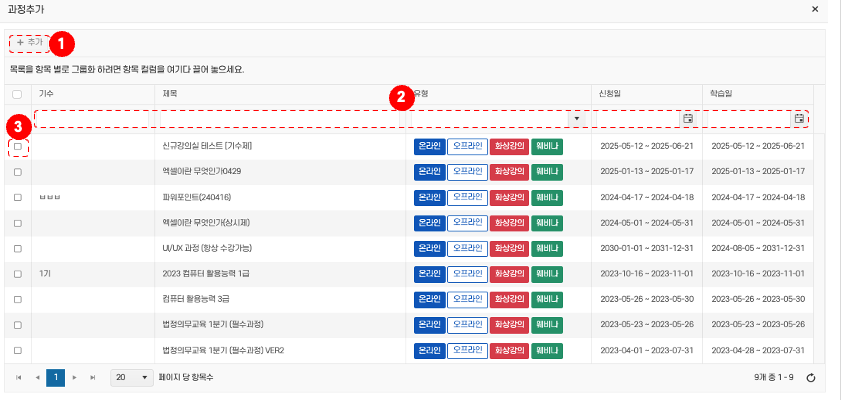 과정추가 ×
+ 추가 1
목록을 항목 별로 그룹화 하려면 항목 컬럼을 여기다 끌어 놓으세요.
기수 제목 2 유형 신청일 학습일
3
신규강의실 테스트 [기수제] 온라인 오프라인 화상강의 웨비나 2025-05-12 ~ 2025-06-21 2025-05-12 ~ 2025-06-21
엑셀이란 무엇인가0429 온라인 오프라인 화상강의 웨비나 2025-01-13 ~ 2025-01-17 2025-01-13 ~ 2025-01-17
ㅂㅂㅂ 파워포인트(240416) 온라인 오프라인 화상강의 웨비나 2024-04-17 ~ 2024-04-18 2024-04-17 ~ 2024-04-18
엑셀이란 무엇인가(상시제) 온라인 오프라인 화상강의 웨비나 2024-05-01 ~ 2024-05-31 2024-05-01 ~ 2024-05-31
UI/UX 과정 (항상 수강가능) 온라인 오프라인 화상강의 웨비나 2030-01-01 ~ 2031-12-31 2024-08-05 ~ 2031-12-31
1기 2023 컴퓨터 활용능력 1급 온라인 오프라인 화상강의 웨비나 2023-10-16 ~ 2023-11-01 2023-10-16 ~ 2023-11-01
컴퓨터 활용능력 3급 온라인 오프라인 화상강의 웨비나 2023-05-26 ~ 2023-05-30 2023-05-26 ~ 2023-05-30
법정의무교육 1분기 (필수과정) 온라인 오프라인 화상강의 웨비나 2023-05-23 ~ 2023-05-26 2023-05-23 ~ 2023-05-26
법정의무교육 1분기 (필수과정) VER2 온라인 오프라인 화상강의 웨비나 2023-04-01 ~ 2023-07-31 2023-04-28 ~ 2023-07-31
1 20 페이지 당 항목수 9개 중 1 - 9